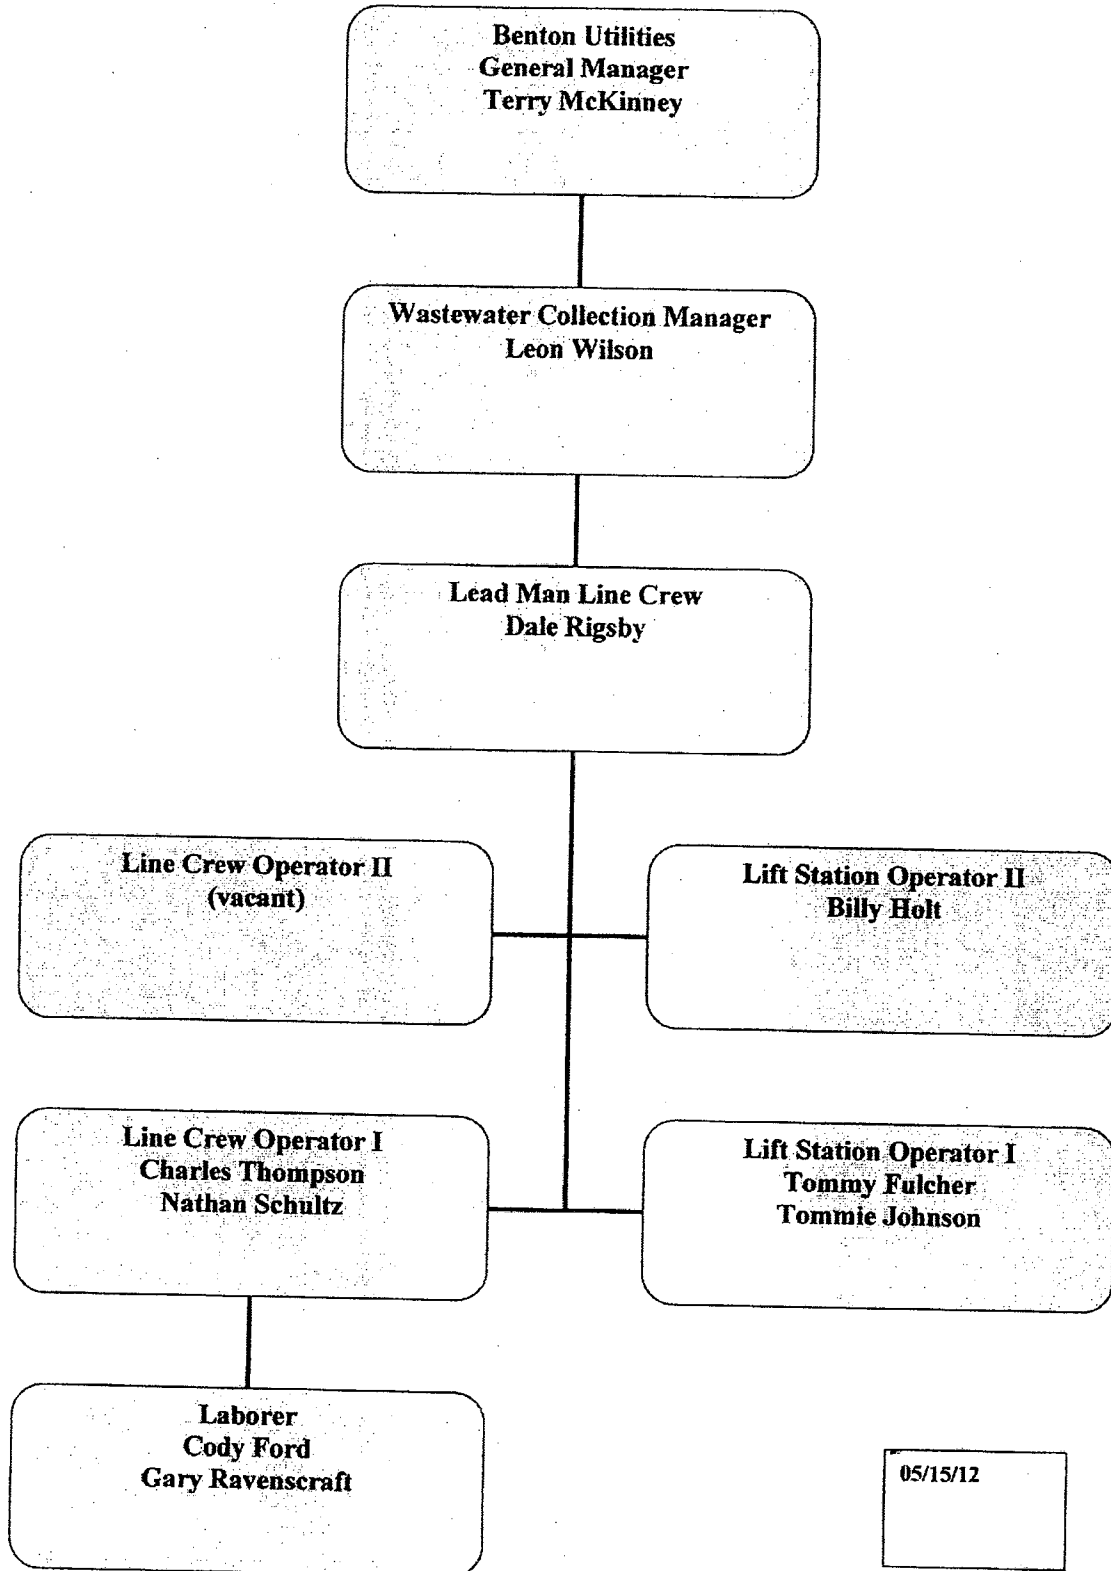 Benton Utilities
General Manager
Terry McKinney
Wastewater Collection Manager
Leon Wilson
Lead Man Line Crew
Dale Rigsby
Line Crew Operator II
(vacant)
Lift Station Operator II
Billy Holt
Line Crew Operator I
Charles Thompson
Nathan Schultz
Lift Station Operator I
Tommy Fulcher
Tommie Johnson
Laborer
Cody Ford
Gary Ravenscraft
05/15/12